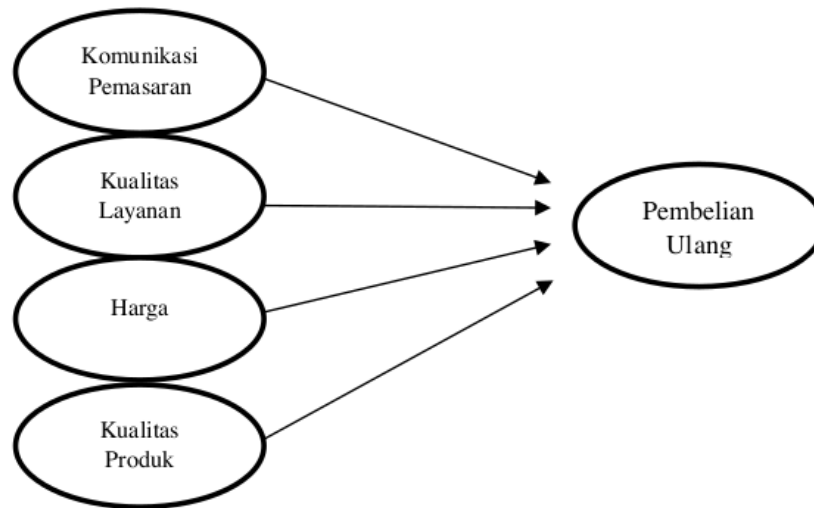 Komunikasi
Pemasaran
Kualitas
Layanan
Harga
Kualitas
Produk
Pembelian
Ulang